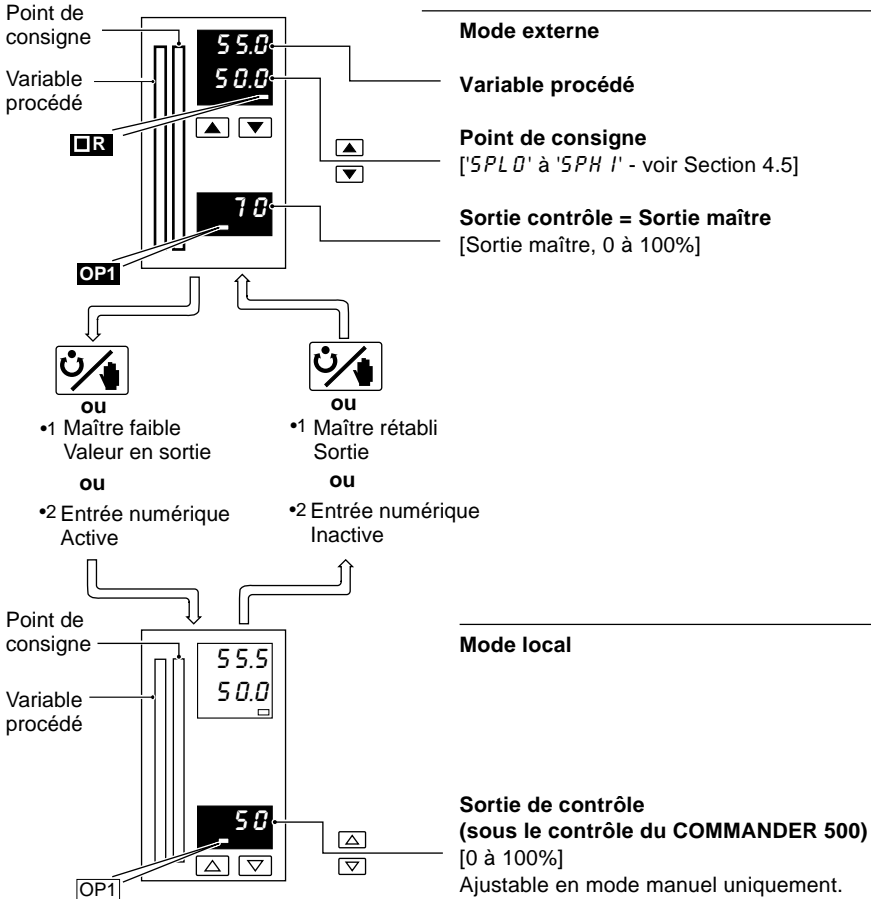 Point de
consigne
Variable
procédé
55.0
50.0
R
70
OP1
Mode externe
Variable procédé
Point de consigne
['SPLO' à 'SPHI' - voir Section 4.5]
Sortie contrôle = Sortie maître
[Sortie maître, 0 à 100%]
ou
•1 Maître faible
Valeur en sortie
ou
•2 Entrée numérique
Active
ou
•1 Maître rétabli
Sortie
ou
•2 Entrée numérique
Inactive
Point de
consigne
Variable
procédé
55.5
50.0
50
OP1
Mode local
Sortie de contrôle
(sous le contrôle du COMMANDER 500)
[0 à 100%]
Ajustable en mode manuel uniquement.